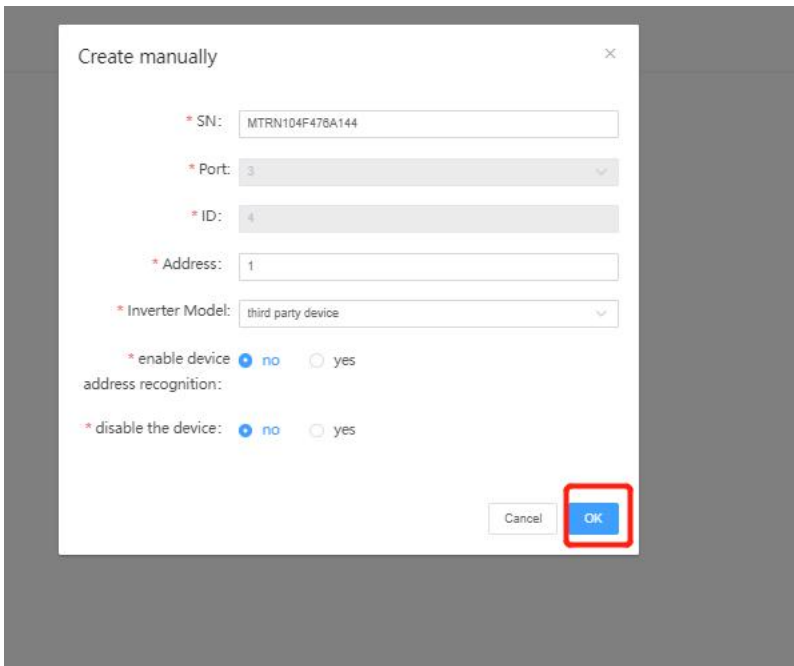 Create manually
* SN: MTRN104F476A144
* Port: 3
* ID: 4
* Address: 1
* Inverter Model: third party device
* enable device no yes
address recognition:
* disable the device: no yes
Cancel OK